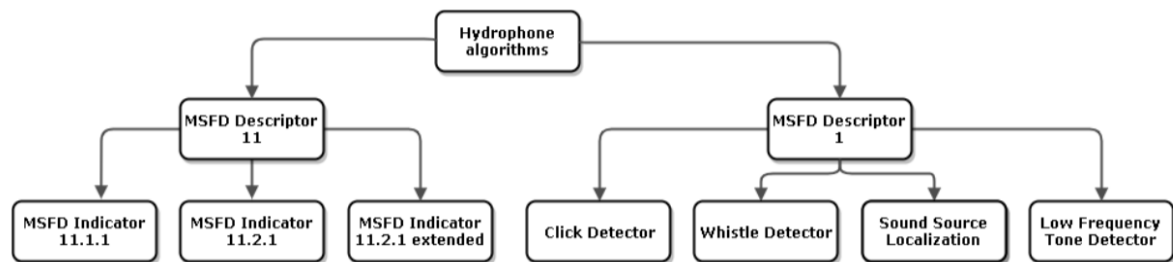 Hydrophone
algorithms
MSFD Descriptor
11
MSFD Descriptor
1
MSFD Indicator
11.1.1
MSFD Indicator
11.2.1
MSFD Indicator
11.2.1 extended
Click Detector
Whistle Detector
Sound Source
Localization
Low Frequency
Tone Detector